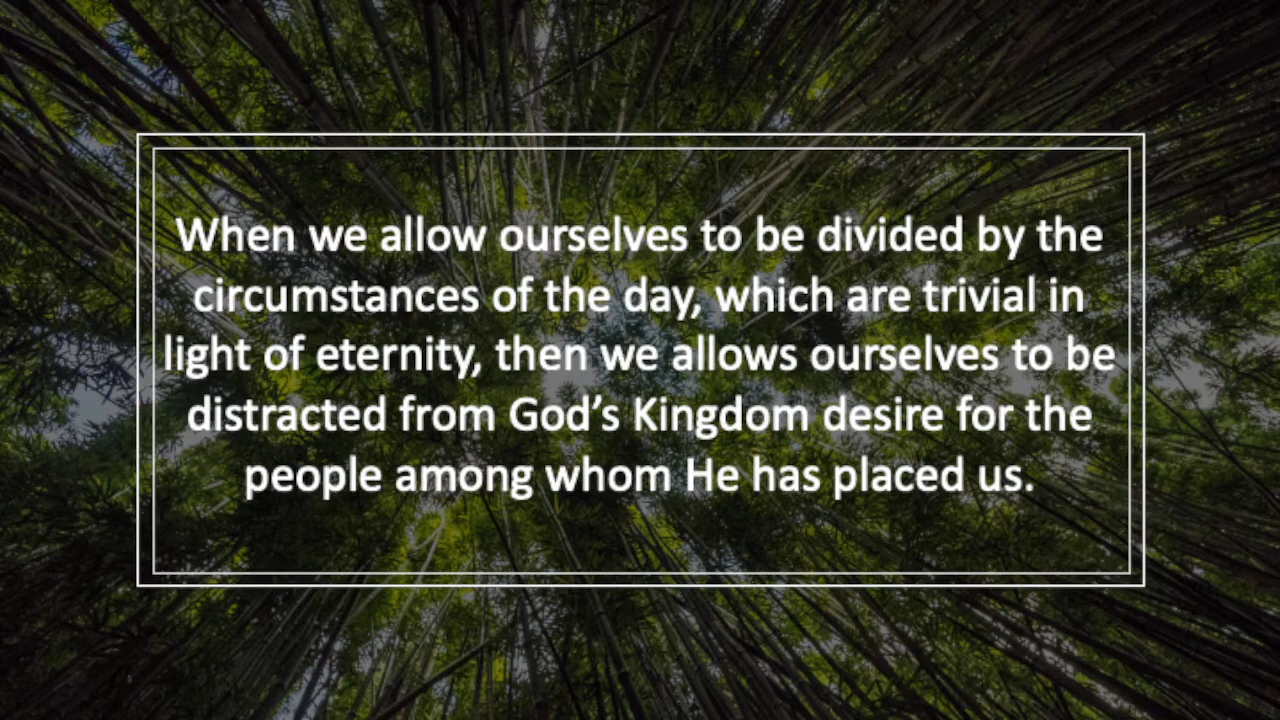 When we allow ourselves to be divided by the
circumstances of the day, which are trivial in
light of eternity, then we allows ourselves to be
distracted from God’s Kingdom desire for the
people among whom He has placed us.